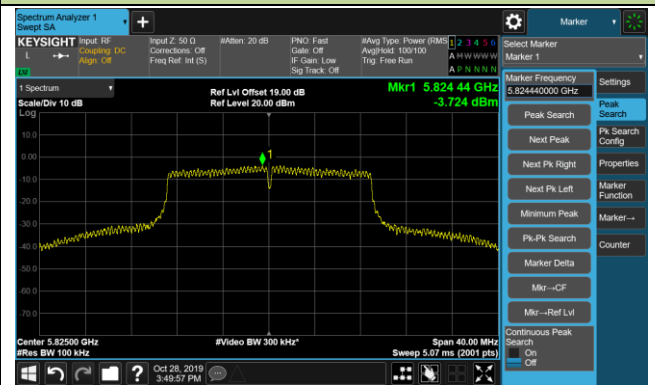 Spectrum Analyzer 1
Swept SA
Marker
KEYSIGHT
L
Input: RF
Coupling: DC
Align: Off
Input Z: 50 Ω
Corrections: Off
Freq Ref: Int (S)
#Atten: 20 dB
PNO: Fast
Gate: Off
IF Gain: Low
Sig Track: Off
#Avg Type: Power (RMS
Avg|Hold: 100/100
Trig: Free Run
1 2 3 4 5 6
A W W W W W
A P N N N N
Select Marker
Marker 1
1 Spectrum
Scale/Div 10 dB
Log
Ref Lvl Offset 19.00 dB
Ref Level 20.00 dBm
Mkr1 5.824 44 GHz
-3.724 dBm
10.0
0.00
-10.0
-20.0
-30.0
-40.0
-50.0
-60.0
-70.0
1
Center 5.82500 GHz
#Res BW 100 kHz
#Video BW 300 kHz*
Span 40.00 MHz
Sweep 5.07 ms (2001 pts)
Marker Frequency
5.824440000 GHz
Peak Search
Next Peak
Next Pk Right
Next Pk Left
Minimum Peak
Pk-Pk Search
Marker Delta
Mkr→CF
Mkr→Ref Lvl
Continuous Peak
Search
On
Off
Settings
Peak
Search
Pk Search
Config
Properties
Marker
Function
Marker→
Counter
Oct 28, 2019
3:49:57 PM